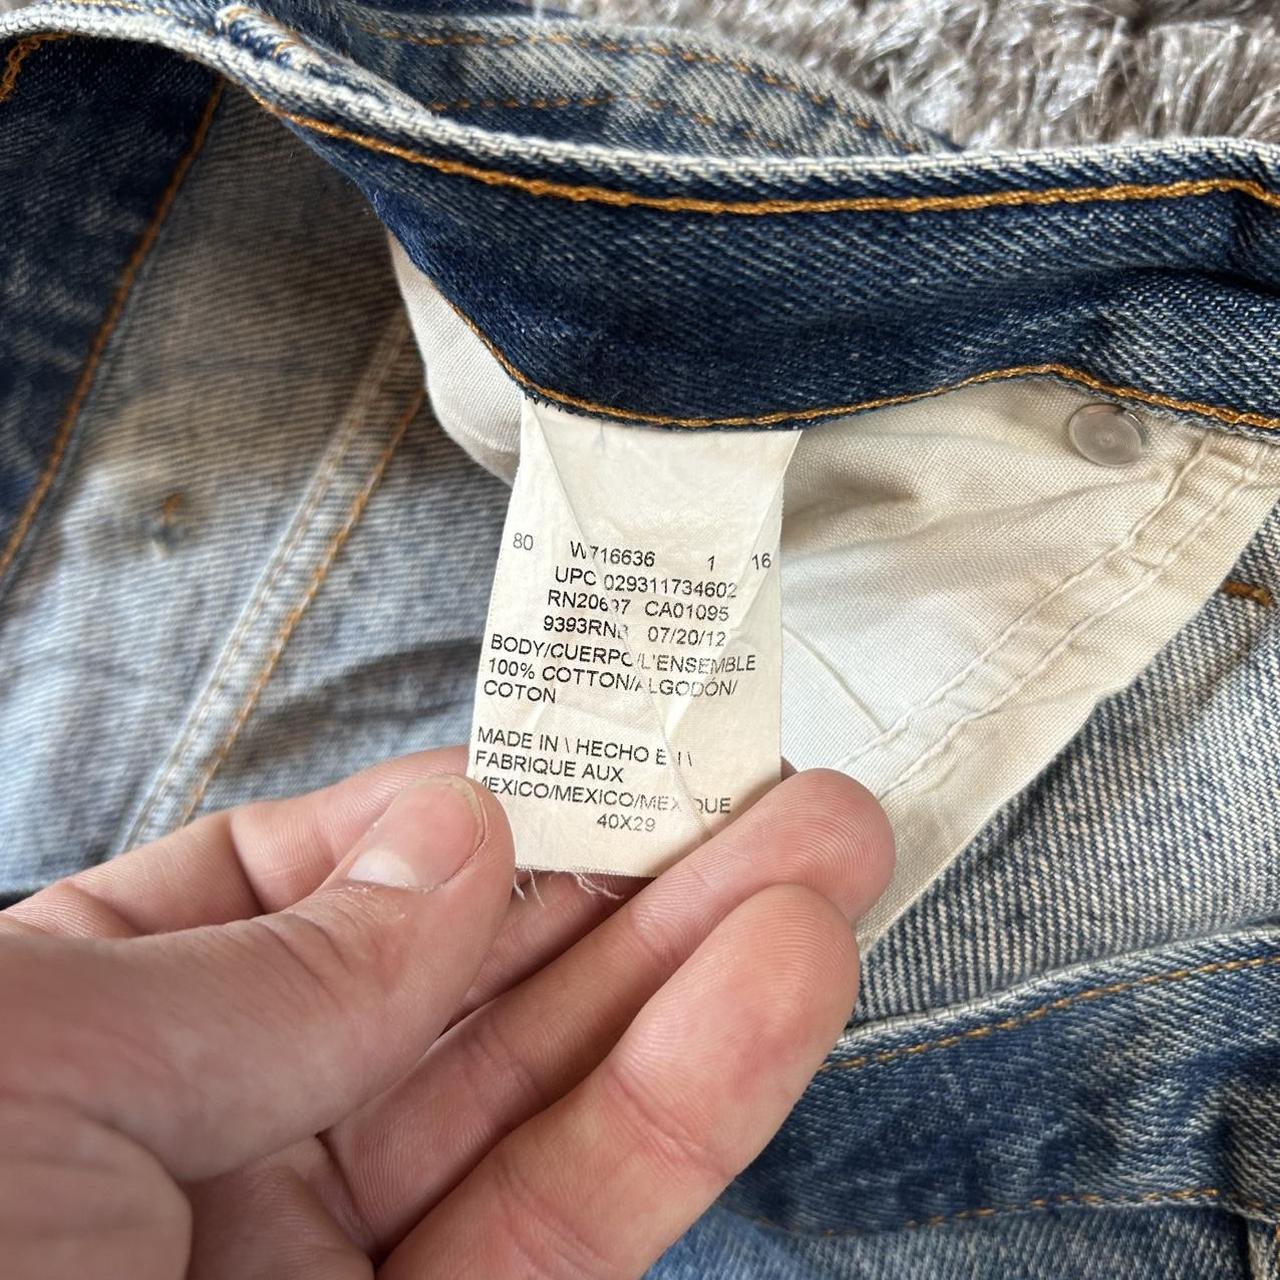 80 W716636 1 16
UPC 029311734602
RN20697 CA01095
9393RNB 07/20/12
BODY/CUERPO/L'ENSEMBLE
100% COTTON/ALGODÓN/
COTON
MADE IN \ HECHO EN \
FABRIQUE AUX
MEXICO/MEXICO/MEXIQUE
40X29